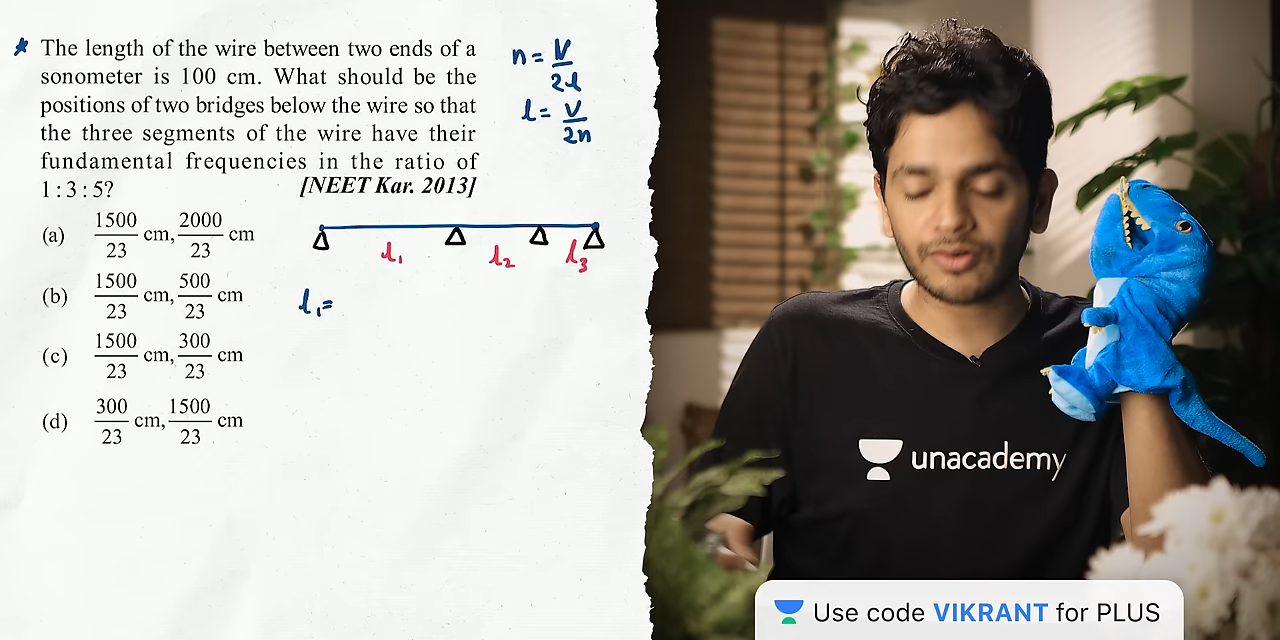 * The length of the wire between two ends of a
sonometer is 100 cm. What should be the
positions of two bridges below the wire so that
the three segments of the wire have their
fundamental frequencies in the ratio of
1 : 3 : 5? [NEET Kar. 2013]
(a) 1500/23 cm, 2000/23 cm
(b) 1500/23 cm, 500/23 cm
(c) 1500/23 cm, 300/23 cm
(d) 300/23 cm, 1500/23 cm
n = V/2l
l = V/2n
l₁ l₂ l₃
l₁=
unacademy
Use code VIKRANT for PLUS